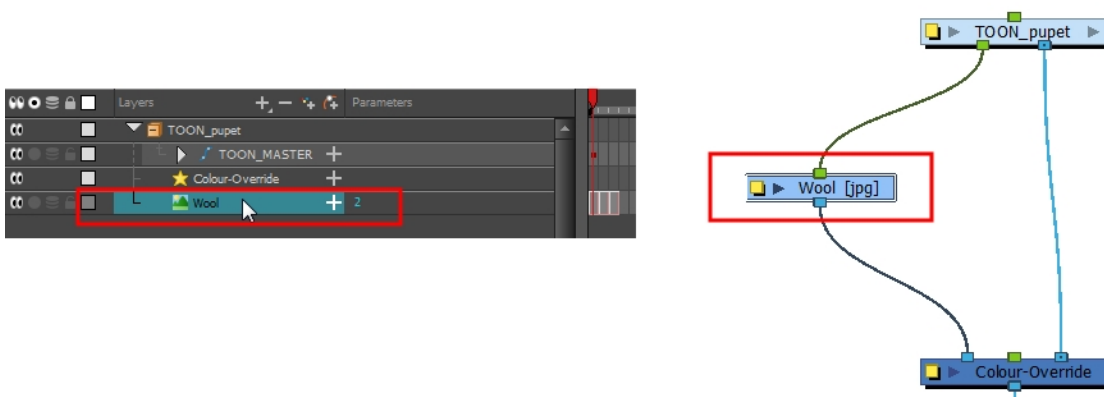 Layers Parameters
TOON_pupet
TOON_MASTER
Colour-Override
Wool 2
TOON_pupet
Wool [jpg]
Colour-Override